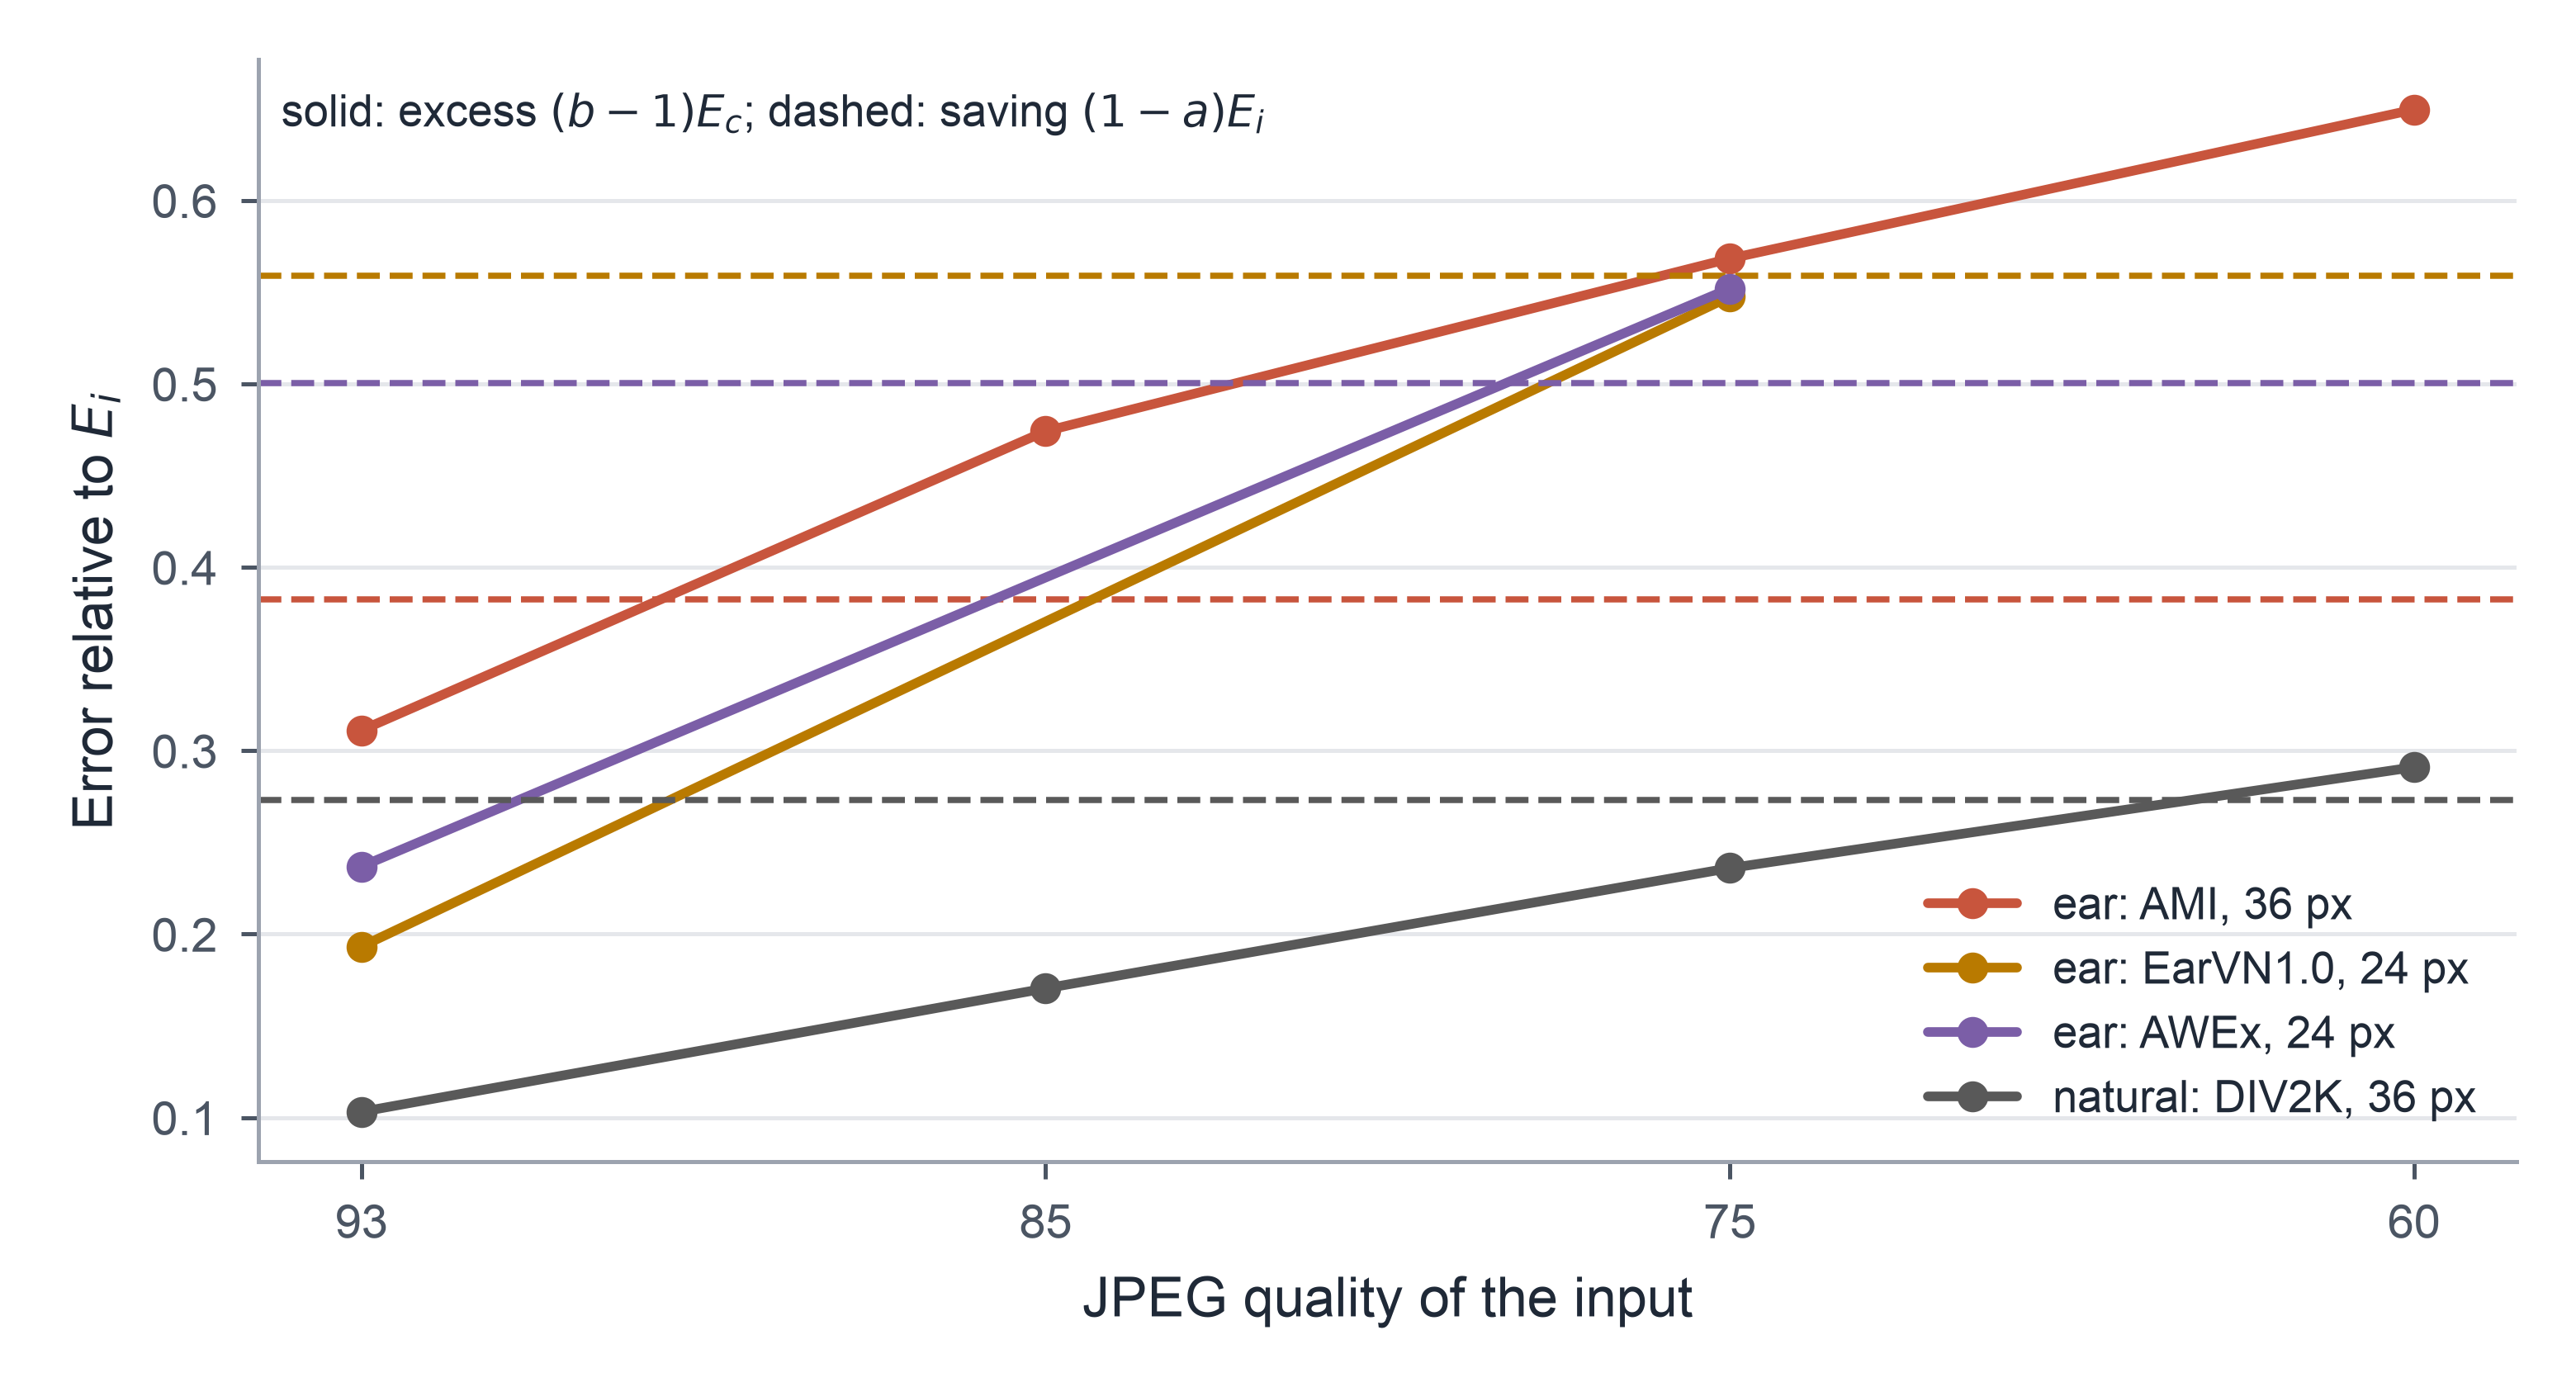 solid: excess (b − 1)E_c; dashed: saving (1 − a)E_i
0.6
0.5
0.4
0.3
0.2
0.1
Error relative to E_i
ear: AMI, 36 px
ear: EarVN1.0, 24 px
ear: AWEx, 24 px
natural: DIV2K, 36 px
93 85 75 60
JPEG quality of the input